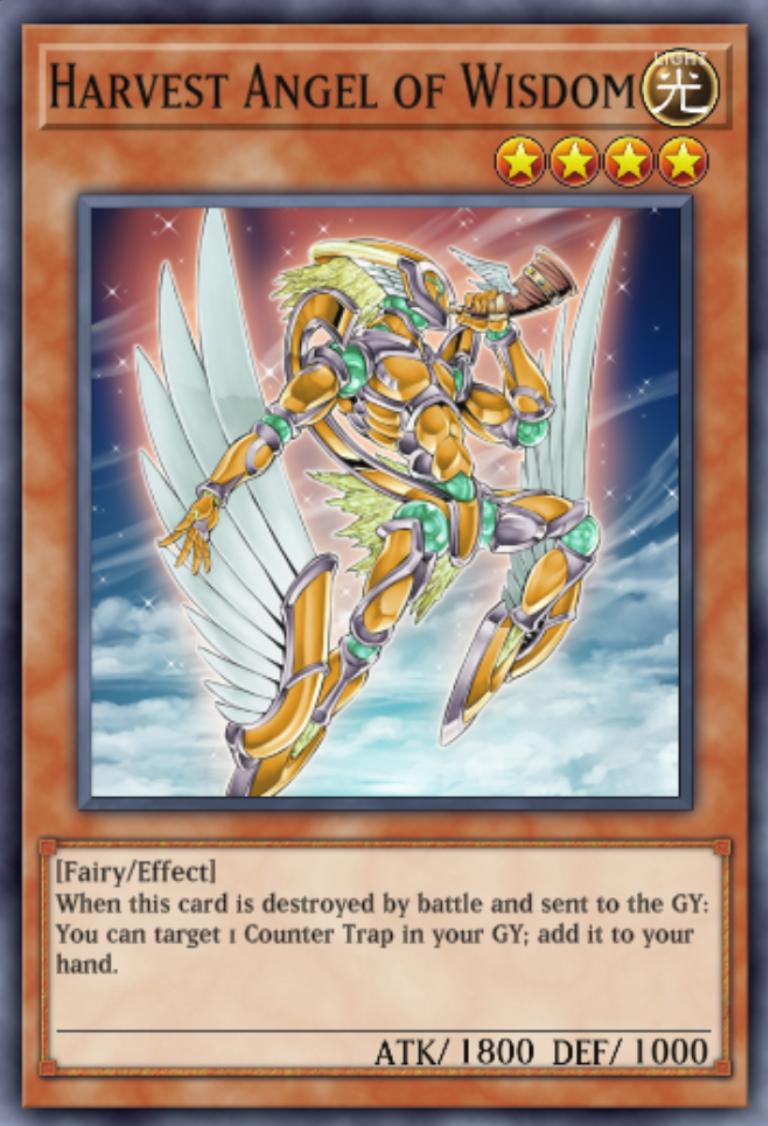 HARVEST ANGEL OF WISDOM
LIGHT
光
[Fairy/Effect]
When this card is destroyed by battle and sent to the GY:
You can target 1 Counter Trap in your GY; add it to your
hand.
ATK/ 1800 DEF/ 1000